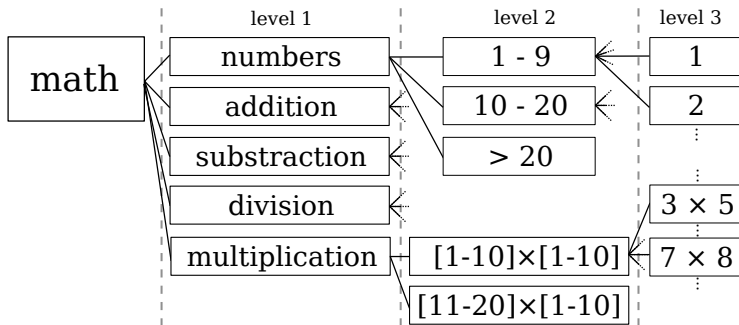 level 1
level 2
level 3
math
numbers
1 - 9
1
addition
10 - 20
2
substraction
> 20
division
3 × 5
multiplication
[1-10]×[1-10]
7 × 8
[11-20]×[1-10]